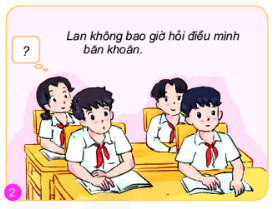 Lan không bao giờ hỏi điều mình
băn khoăn.
?
2